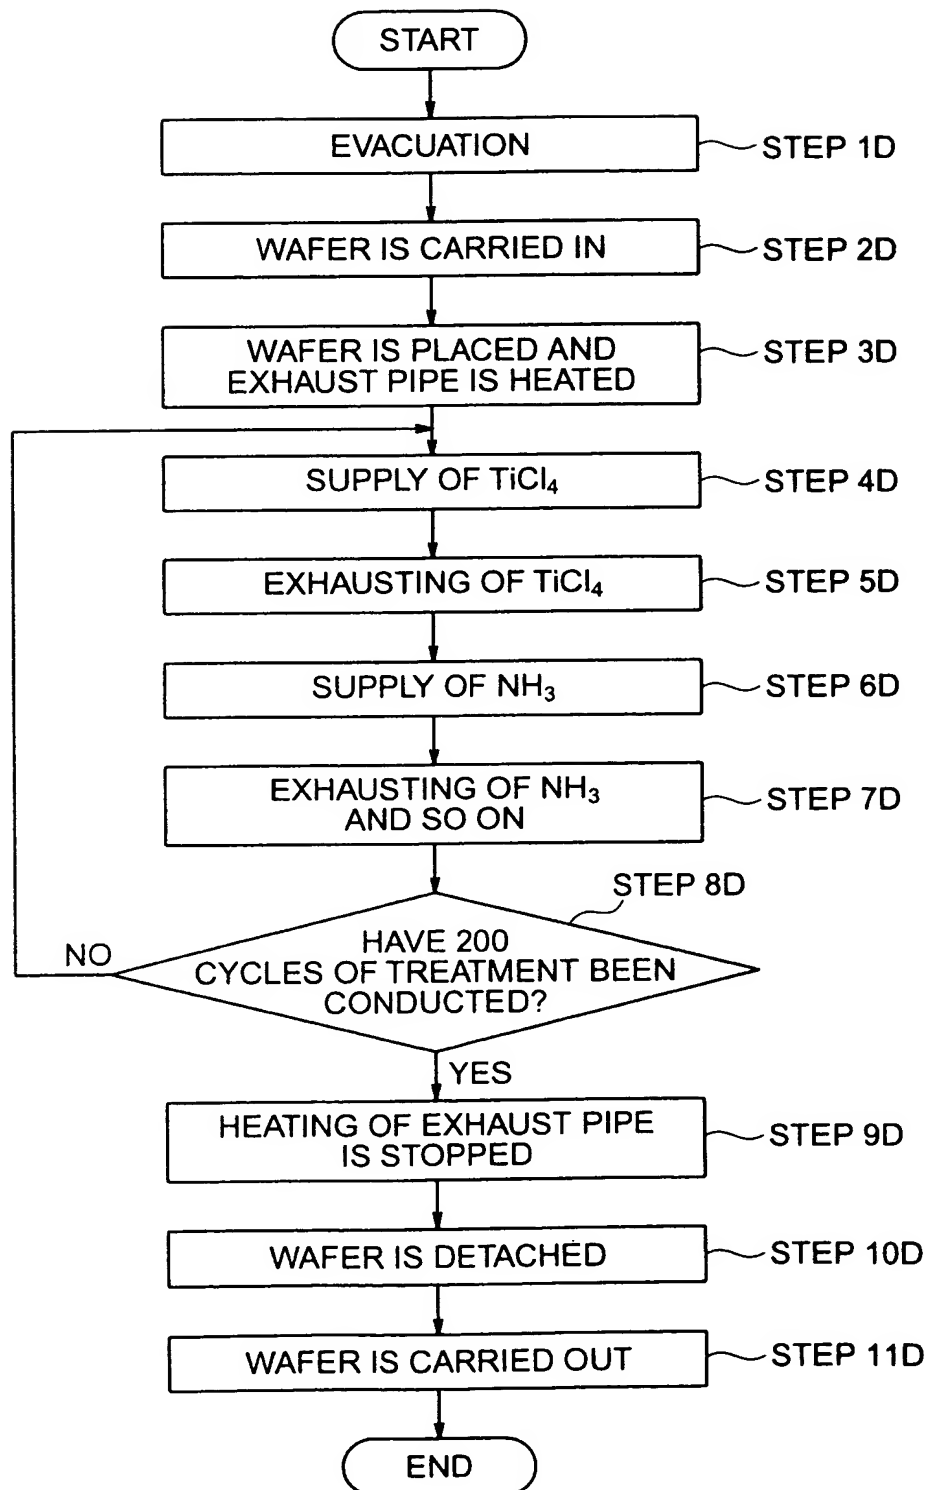 START
EVACUATION
STEP 1D
WAFER IS CARRIED IN
STEP 2D
WAFER IS PLACED AND
EXHAUST PIPE IS HEATED
STEP 3D
SUPPLY OF TiCl₄
STEP 4D
EXHAUSTING OF TiCl₄
STEP 5D
SUPPLY OF NH₃
STEP 6D
EXHAUSTING OF NH₃
AND SO ON
STEP 7D
STEP 8D
NO
HAVE 200
CYCLES OF TREATMENT BEEN
CONDUCTED?
YES
HEATING OF EXHAUST PIPE
IS STOPPED
STEP 9D
WAFER IS DETACHED
STEP 10D
WAFER IS CARRIED OUT
STEP 11D
END